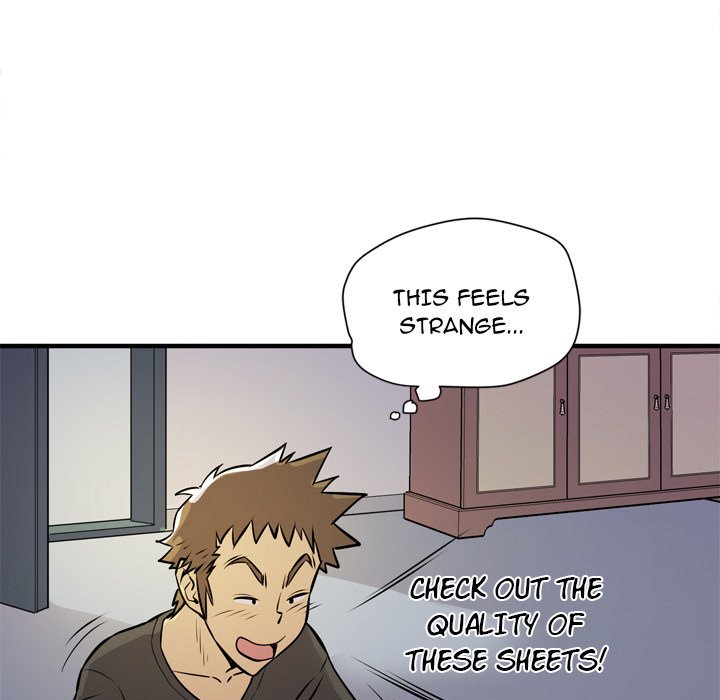 THIS FEELS
STRANGE...
CHECK OUT THE
QUALITY OF
THESE SHEETS!